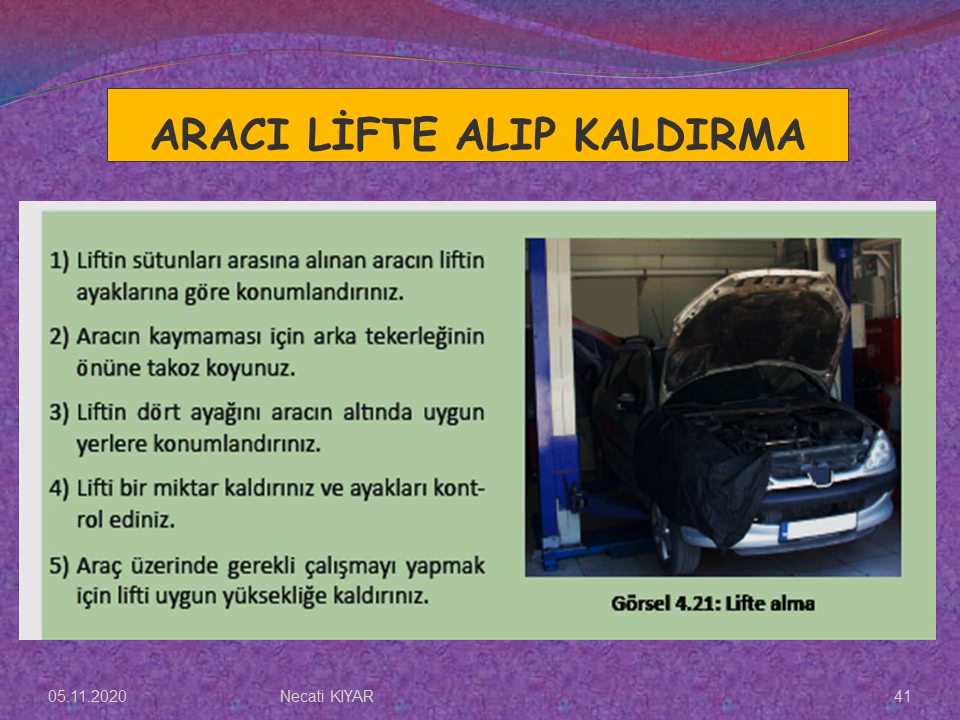 ARACI LİFTE ALIP KALDIRMA
1) Liftin sütunları arasına alınan aracın liftin
ayaklarına göre konumlandırınız.
2) Aracın kaymaması için arka tekerleğinin
önüne takoz koyunuz.
3) Liftin dört ayağını aracın altında uygun
yerlere konumlandırınız.
4) Lifti bir miktar kaldırınız ve ayakları kont-
rol ediniz.
5) Araç üzerinde gerekli çalışmayı yapmak
için lifti uygun yüksekliğe kaldırınız.
Görsel 4.21: Lifte alma
05.11.2020 Necati KIYAR 41